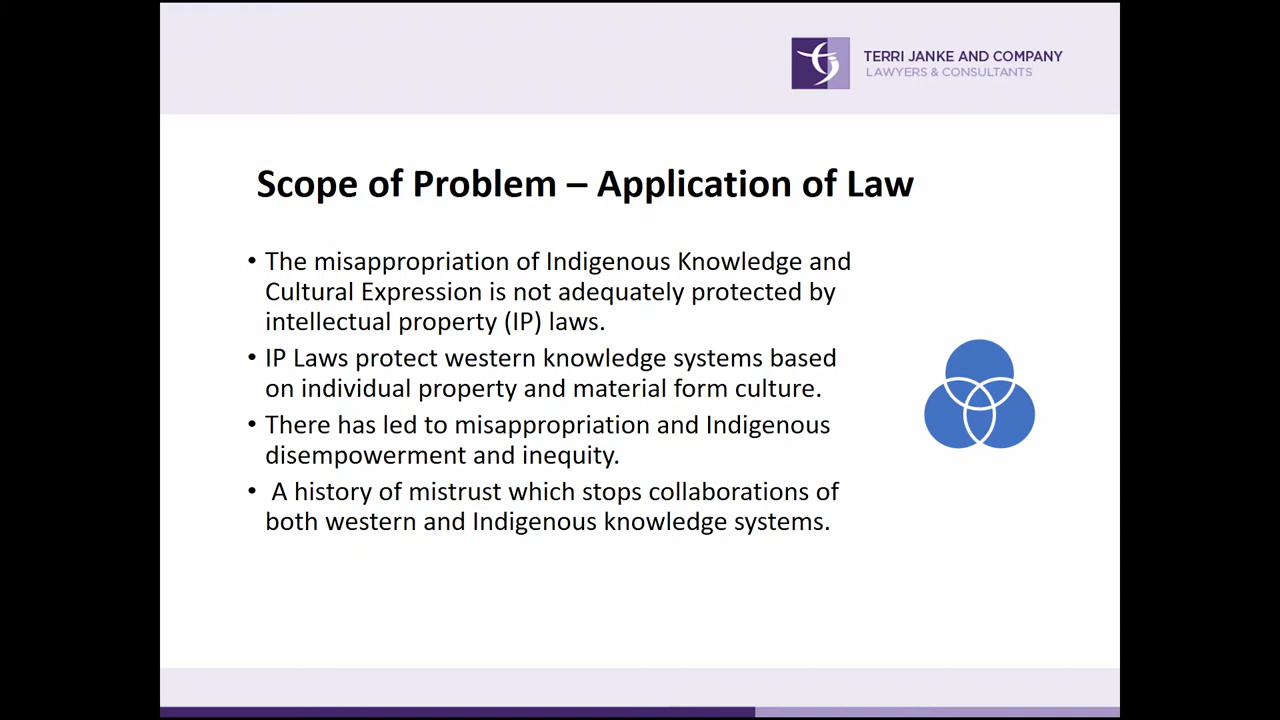 TERRI JANKE AND COMPANY
LAWYERS & CONSULTANTS
Scope of Problem – Application of Law
• The misappropriation of Indigenous Knowledge and
Cultural Expression is not adequately protected by
intellectual property (IP) laws.
• IP Laws protect western knowledge systems based
on individual property and material form culture.
• There has led to misappropriation and Indigenous
disempowerment and inequity.
• A history of mistrust which stops collaborations of
both western and Indigenous knowledge systems.